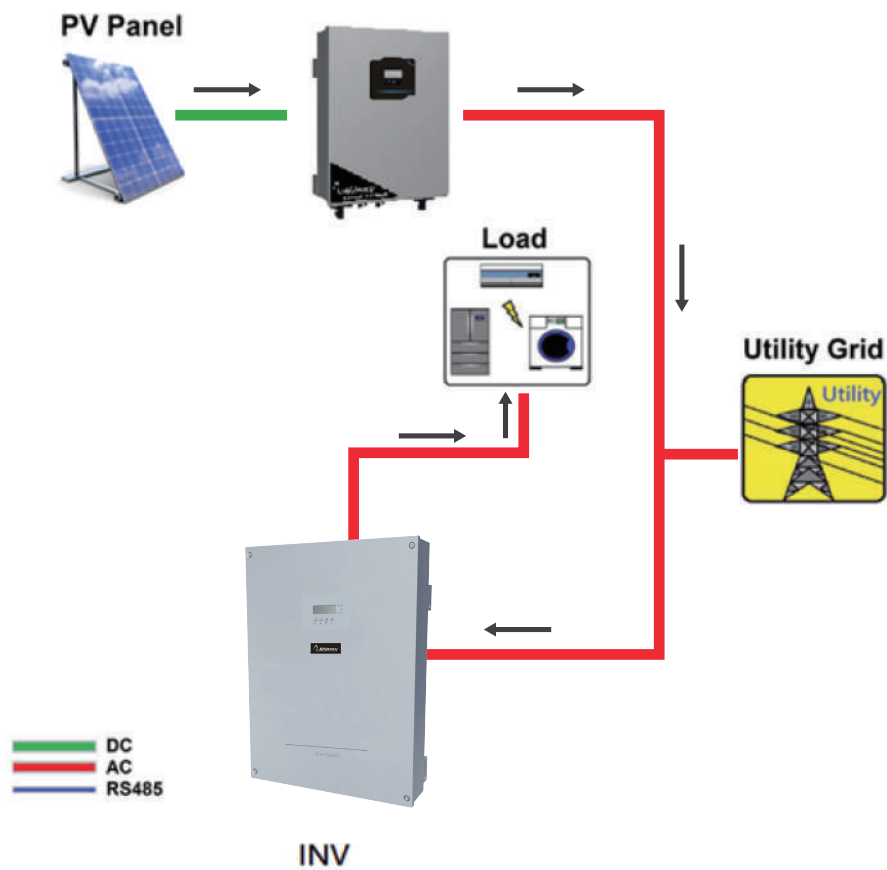 PV Panel
Load
Utility Grid
Utility
DC
AC
RS485
INV